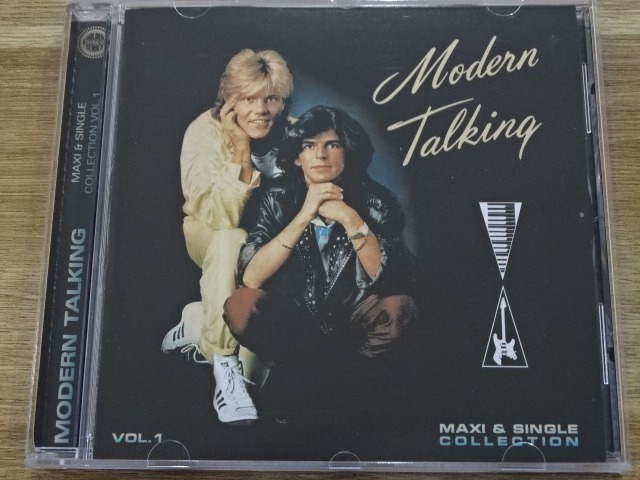 Modern
Talking
VOL.1
MAXI & SINGLE
COLLECTION
MODERN TALKING
MAXI & SINGLE
COLLECTION VOL 1